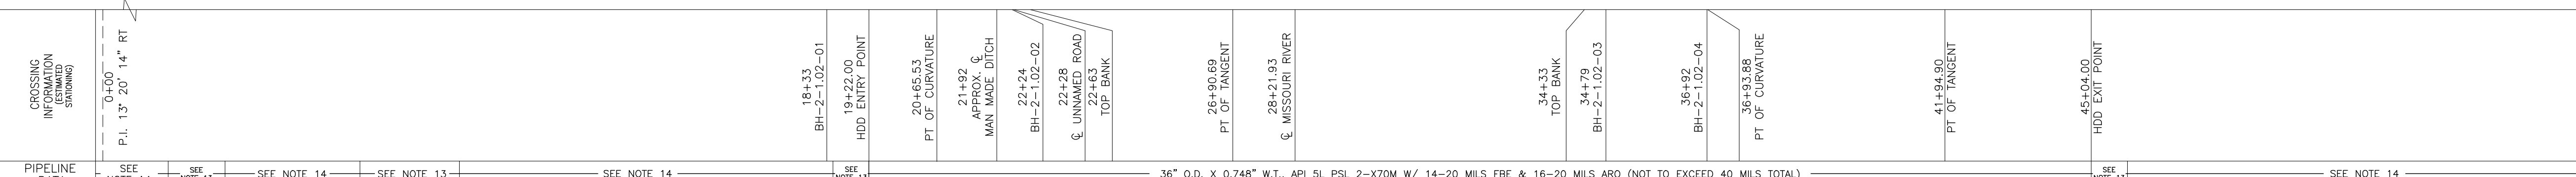 CROSSING
INFORMATION
(ESTIMATED
STATIONING)
0+00
P.I. 13° 20' 14" RT
18+33
BH-2-1.02-01
19+22.00
HDD ENTRY POINT
20+65.53
PT OF CURVATURE
21+92
APPROX. ℄
MAN MADE DITCH
22+24
BH-2-1.02-02
22+28
℄ UNNAMED ROAD
22+63
TOP BANK
26+90.69
PT OF TANGENT
28+21.93
℄ MISSOURI RIVER
34+33
TOP BANK
34+79
BH-2-1.02-03
36+92
BH-2-1.02-04
36+93.88
PT OF CURVATURE
41+94.90
PT OF TANGENT
45+04.00
HDD EXIT POINT
PIPELINE
SEE
SEE
SEE NOTE 14
SEE NOTE 13
SEE NOTE 14
SEE
36" O.D. X 0.748" W.T., API 5L PSL 2-X70M W/ 14-20 MILS FBE & 16-20 MILS ARO (NOT TO EXCEED 40 MILS TOTAL)
SEE
SEE NOTE 14